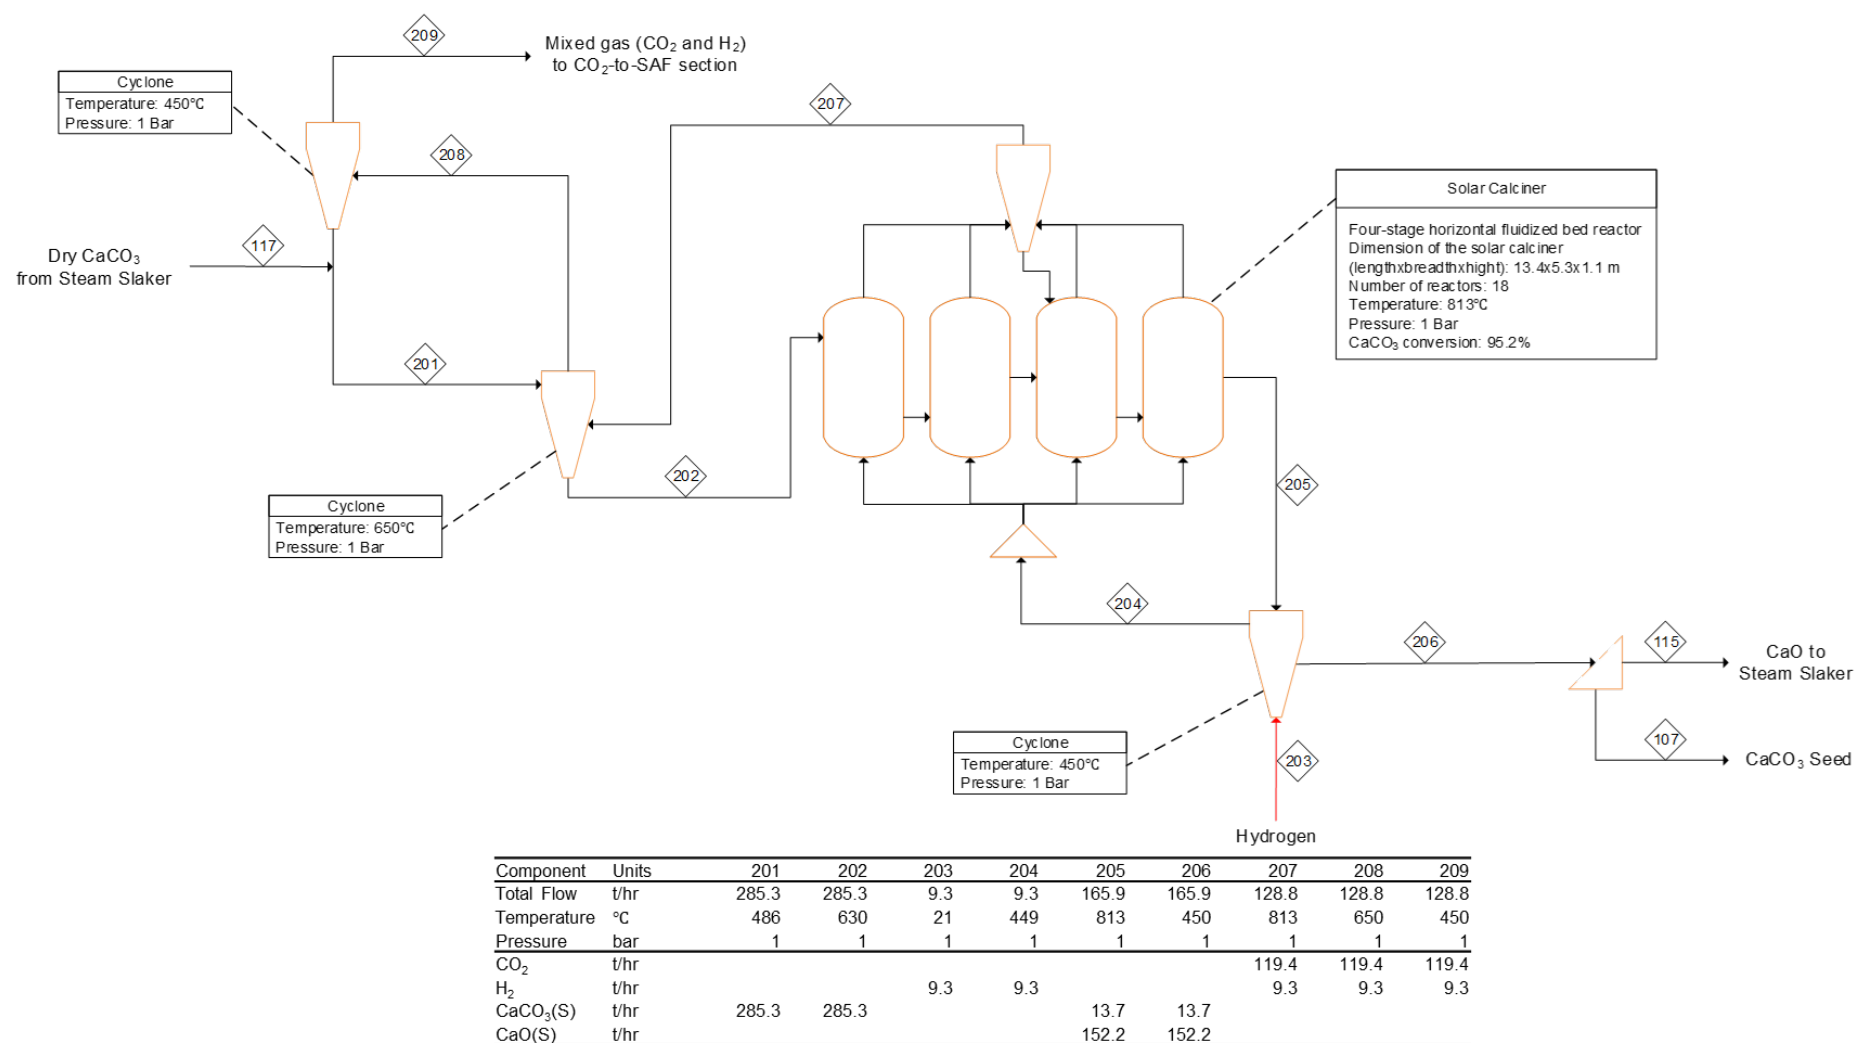 209
Mixed gas (CO₂ and H₂)
to CO₂-to-SAF section
Cyclone
Temperature: 450℃
Pressure: 1 Bar
207
208
Solar Calciner
Four-stage horizontal fluidized bed reactor
Dimension of the solar calciner
(lengthxbreadthxhight): 13.4x5.3x1.1 m
Number of reactors: 18
Temperature: 813℃
Pressure: 1 Bar
CaCO₃ conversion: 95.2%
Dry CaCO₃
from Steam Slaker
117
201
202
Cyclone
Temperature: 650℃
Pressure: 1 Bar
205
204
206
115
CaO to
Steam Slaker
107
CaCO₃ Seed
Cyclone
Temperature: 450℃
Pressure: 1 Bar
203
Hydrogen
Component Units 201 202 203 204 205 206 207 208 209
Total Flow t/hr 285.3 285.3 9.3 9.3 165.9 165.9 128.8 128.8 128.8
Temperature ℃ 486 630 21 449 813 450 813 650 450
Pressure bar 1 1 1 1 1 1 1 1 1
CO₂ t/hr 119.4 119.4 119.4
H₂ t/hr 9.3 9.3 9.3 9.3 9.3
CaCO₃(S) t/hr 285.3 285.3 13.7 13.7
CaO(S) t/hr 152.2 152.2